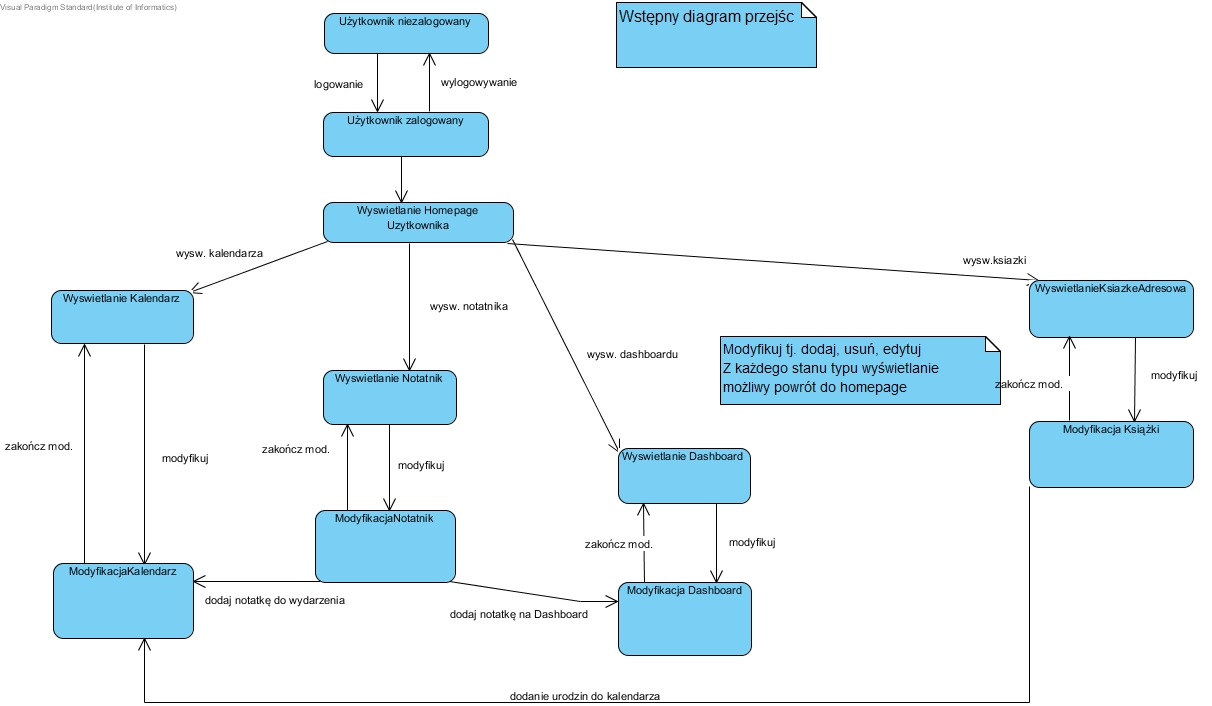 Visual Paradigm Standard(Institute of Informatics)
Użytkownik niezalogowany
Wstępny diagram przejśc
logowanie
wylogowywanie
Użytkownik zalogowany
Wyswietlanie Homepage
Uzytkownika
wysw. kalendarza
wysw.ksiazki
Wyswietlanie Kalendarz
wysw. notatnika
WyswietlanieKsiazkeAdresowa
wysw. dashboardu
Modyfikuj tj. dodaj, usuń, edytuj
Z każdego stanu typu wyświetlanie
możliwy powrót do homepage
Wyswietlanie Notatnik
zakończ mod.
modyfikuj
Modyfikacja Książki
zakończ mod.
modyfikuj
zakończ mod.
modyfikuj
Wyswietlanie Dashboard
ModyfikacjaNotatnik
zakończ mod.
modyfikuj
ModyfikacjaKalendarz
Modyfikacja Dashboard
dodaj notatkę do wydarzenia
dodaj notatkę na Dashboard
dodanie urodzin do kalendarza